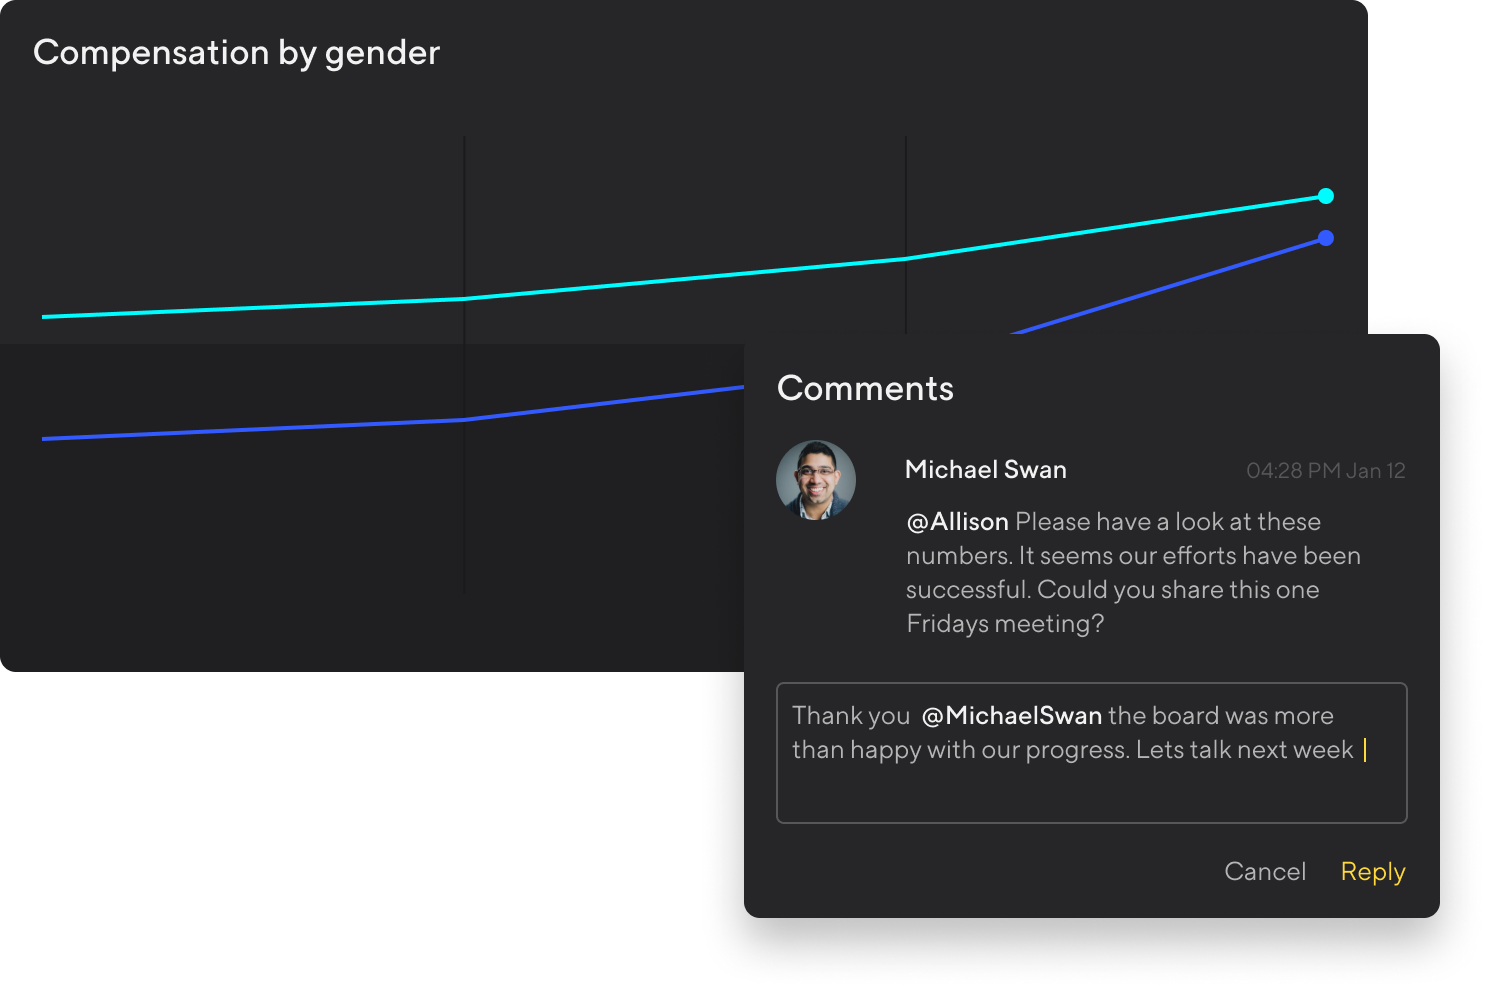 Compensation by gender
Comments
Michael Swan
04:28 PM Jan 12
@Allison Please have a look at these
numbers. It seems our efforts have been
successful. Could you share this one
Fridays meeting?
Thank you @MichaelSwan the board was more
than happy with our progress. Lets talk next week
Cancel
Reply